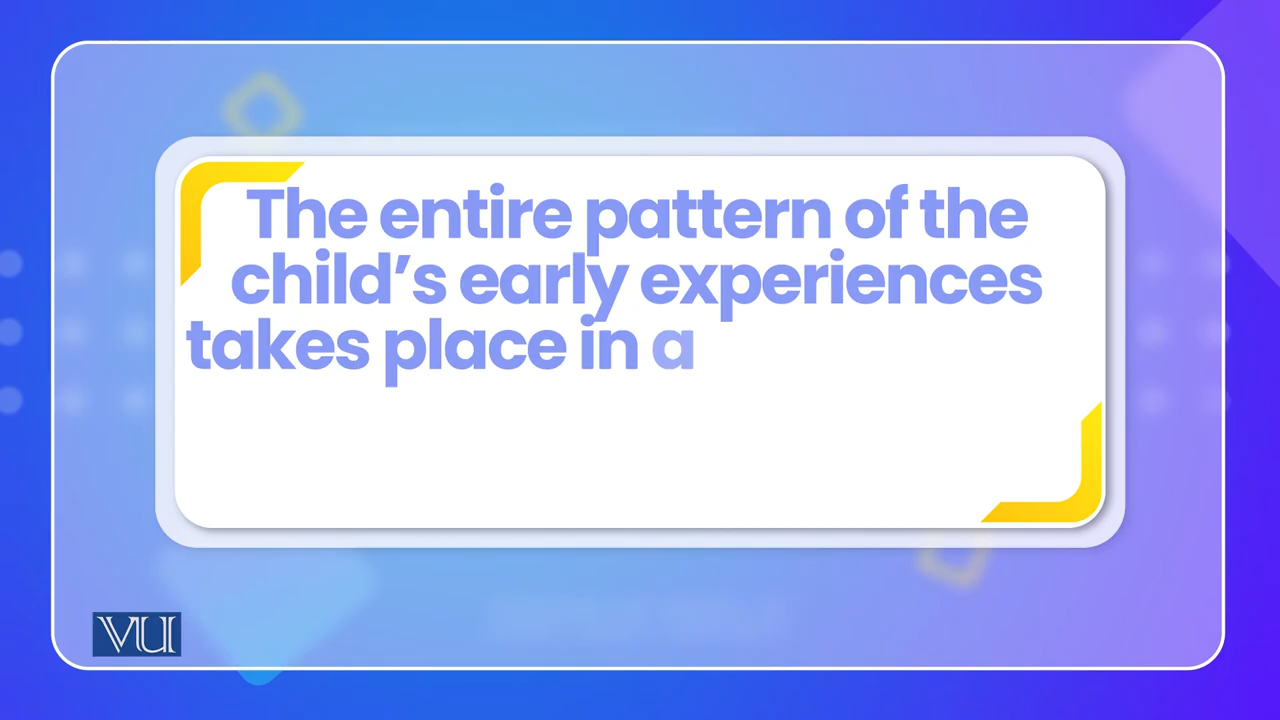 The entire pattern of the
child’s early experiences
takes place in a
VU